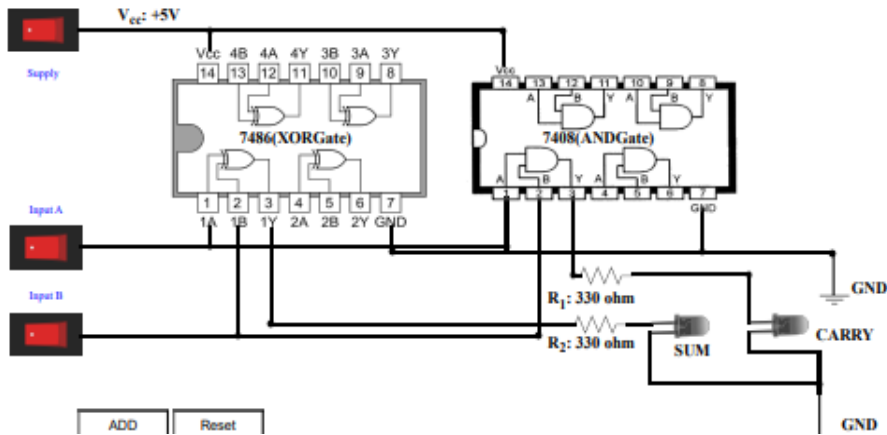 V_cc: +5V
Supply
Vcc 4B 4A 4Y 3B 3A 3Y
14 13 12 11 10 9 8
7486(XORGate)
1 2 3 4 5 6 7
1A 1B 1Y 2A 2B 2Y GND
Vcc
14 13 12 11 10 9 8
A B Y A B Y
7408(ANDGate)
A B Y A B Y
1 2 3 4 5 6 7
GND
Input A
Input B
R1: 330 ohm
GND
R2: 330 ohm
SUM
CARRY
ADD
Reset
GND